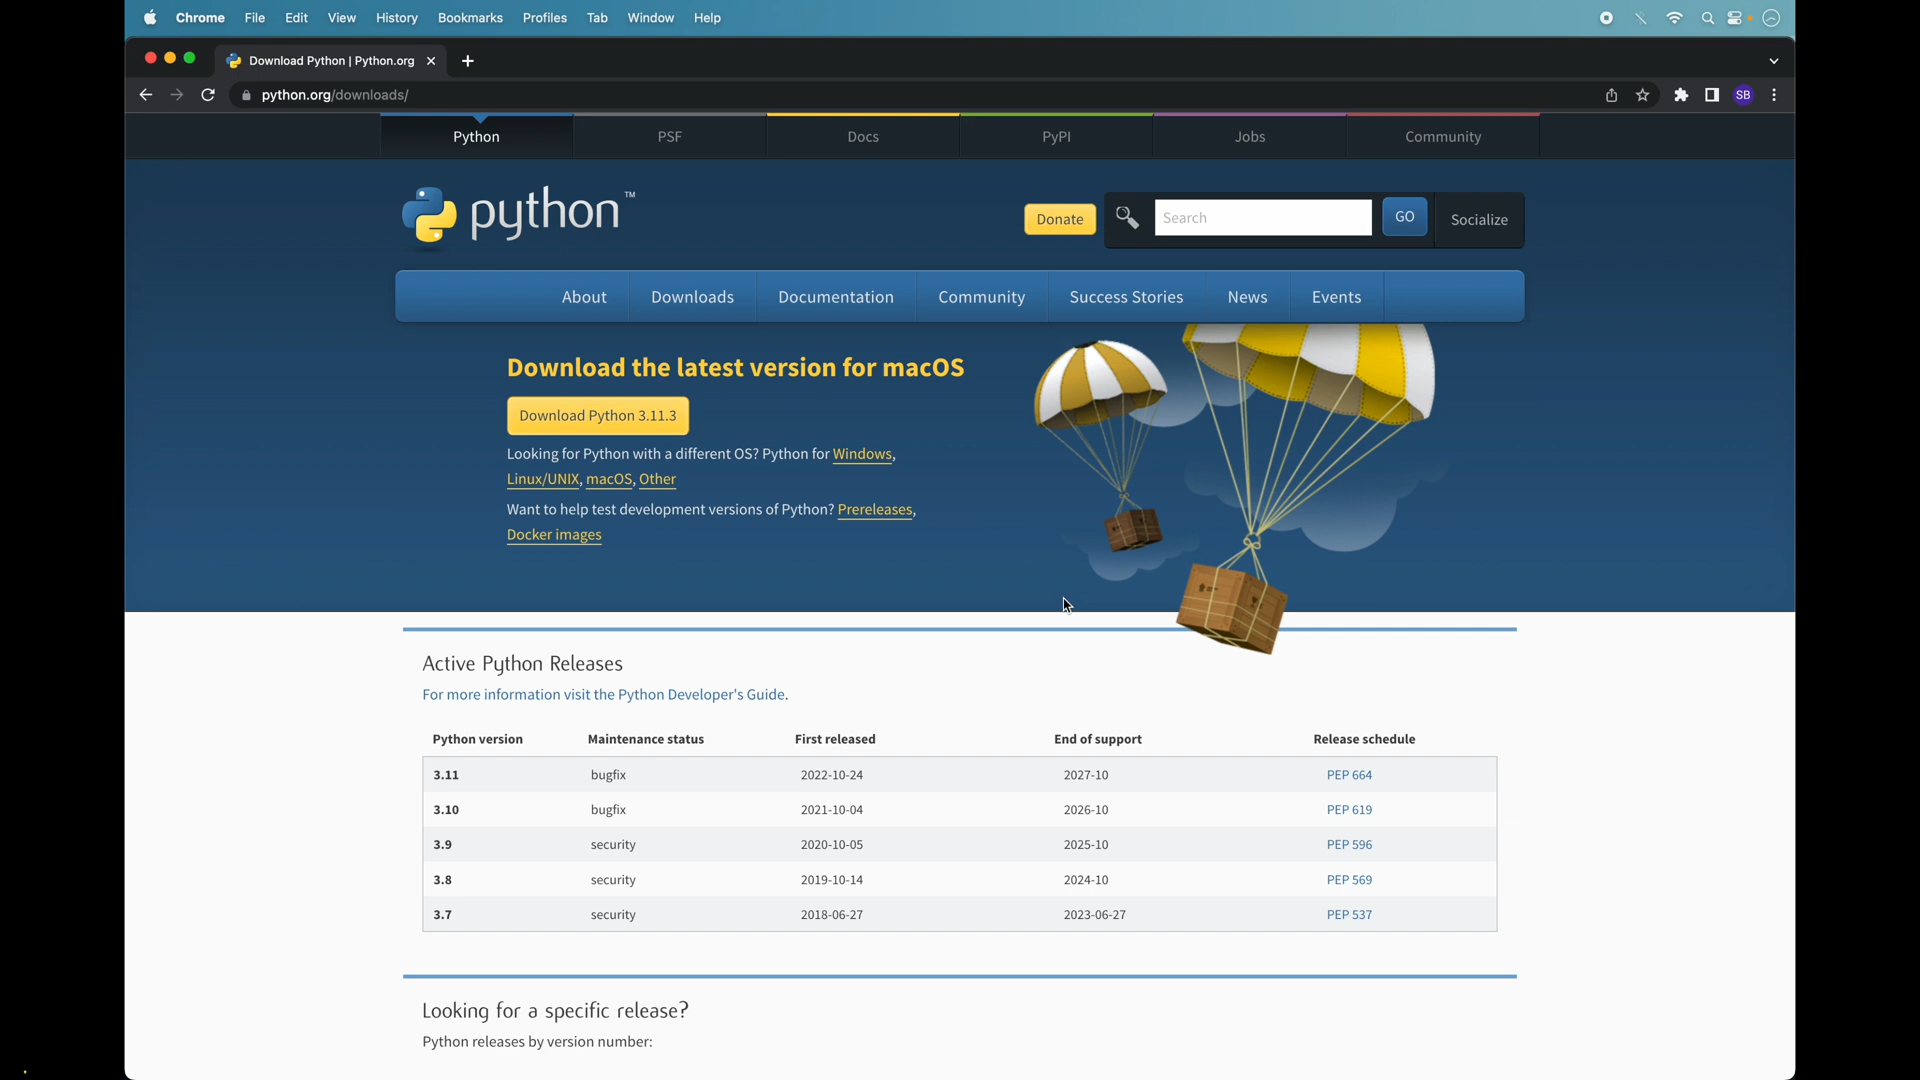 Chrome File Edit View History Bookmarks Profiles Tab Window Help
Download Python | Python.org
python.org/downloads/
SB
Python PSF Docs PyPI Jobs Community
python™
Donate Search GO Socialize
About Downloads Documentation Community Success Stories News Events
Download the latest version for macOS
Download Python 3.11.3
Looking for Python with a different OS? Python for Windows,
Linux/UNIX, macOS, Other
Want to help test development versions of Python? Prereleases,
Docker images
Active Python Releases
For more information visit the Python Developer's Guide.
Python version Maintenance status First released End of support Release schedule
3.11 bugfix 2022-10-24 2027-10 PEP 664
3.10 bugfix 2021-10-04 2026-10 PEP 619
3.9 security 2020-10-05 2025-10 PEP 596
3.8 security 2019-10-14 2024-10 PEP 569
3.7 security 2018-06-27 2023-06-27 PEP 537
Looking for a specific release?
Python releases by version number: